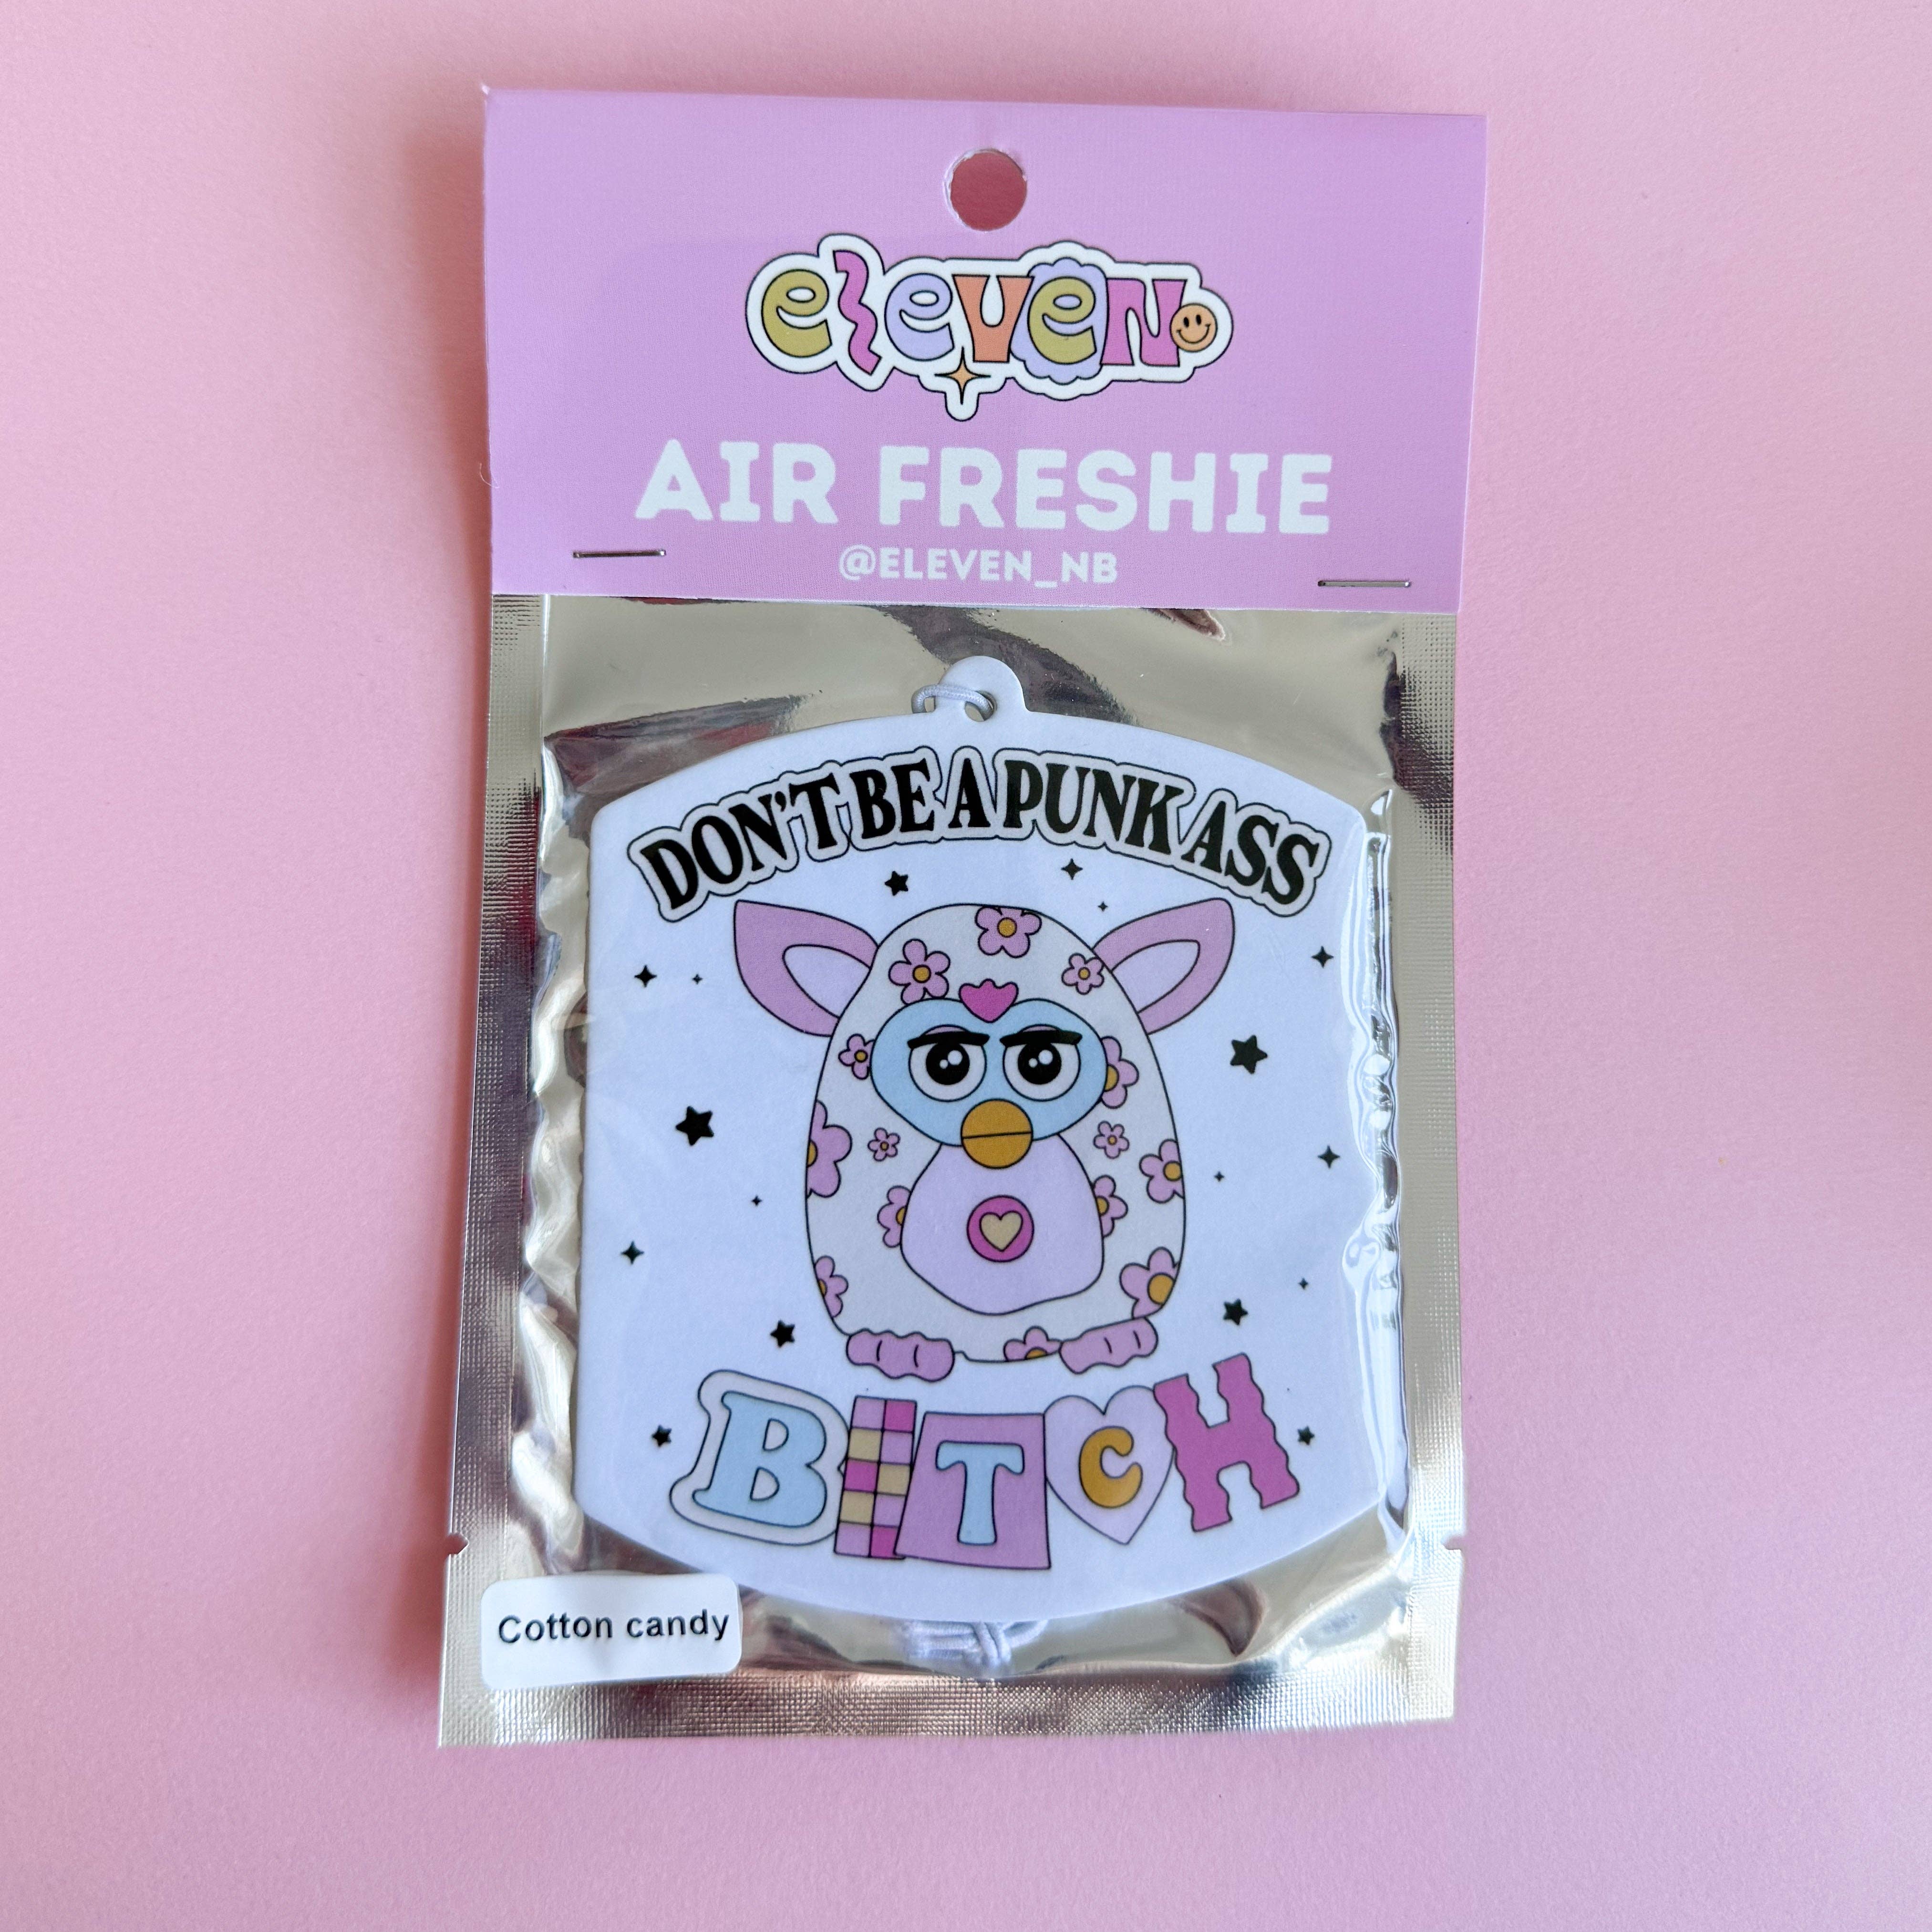 eleven
AIR FRESHIE
@ELEVEN_NB
DON'T BE A PUNK ASS
BITCH
Cotton candy